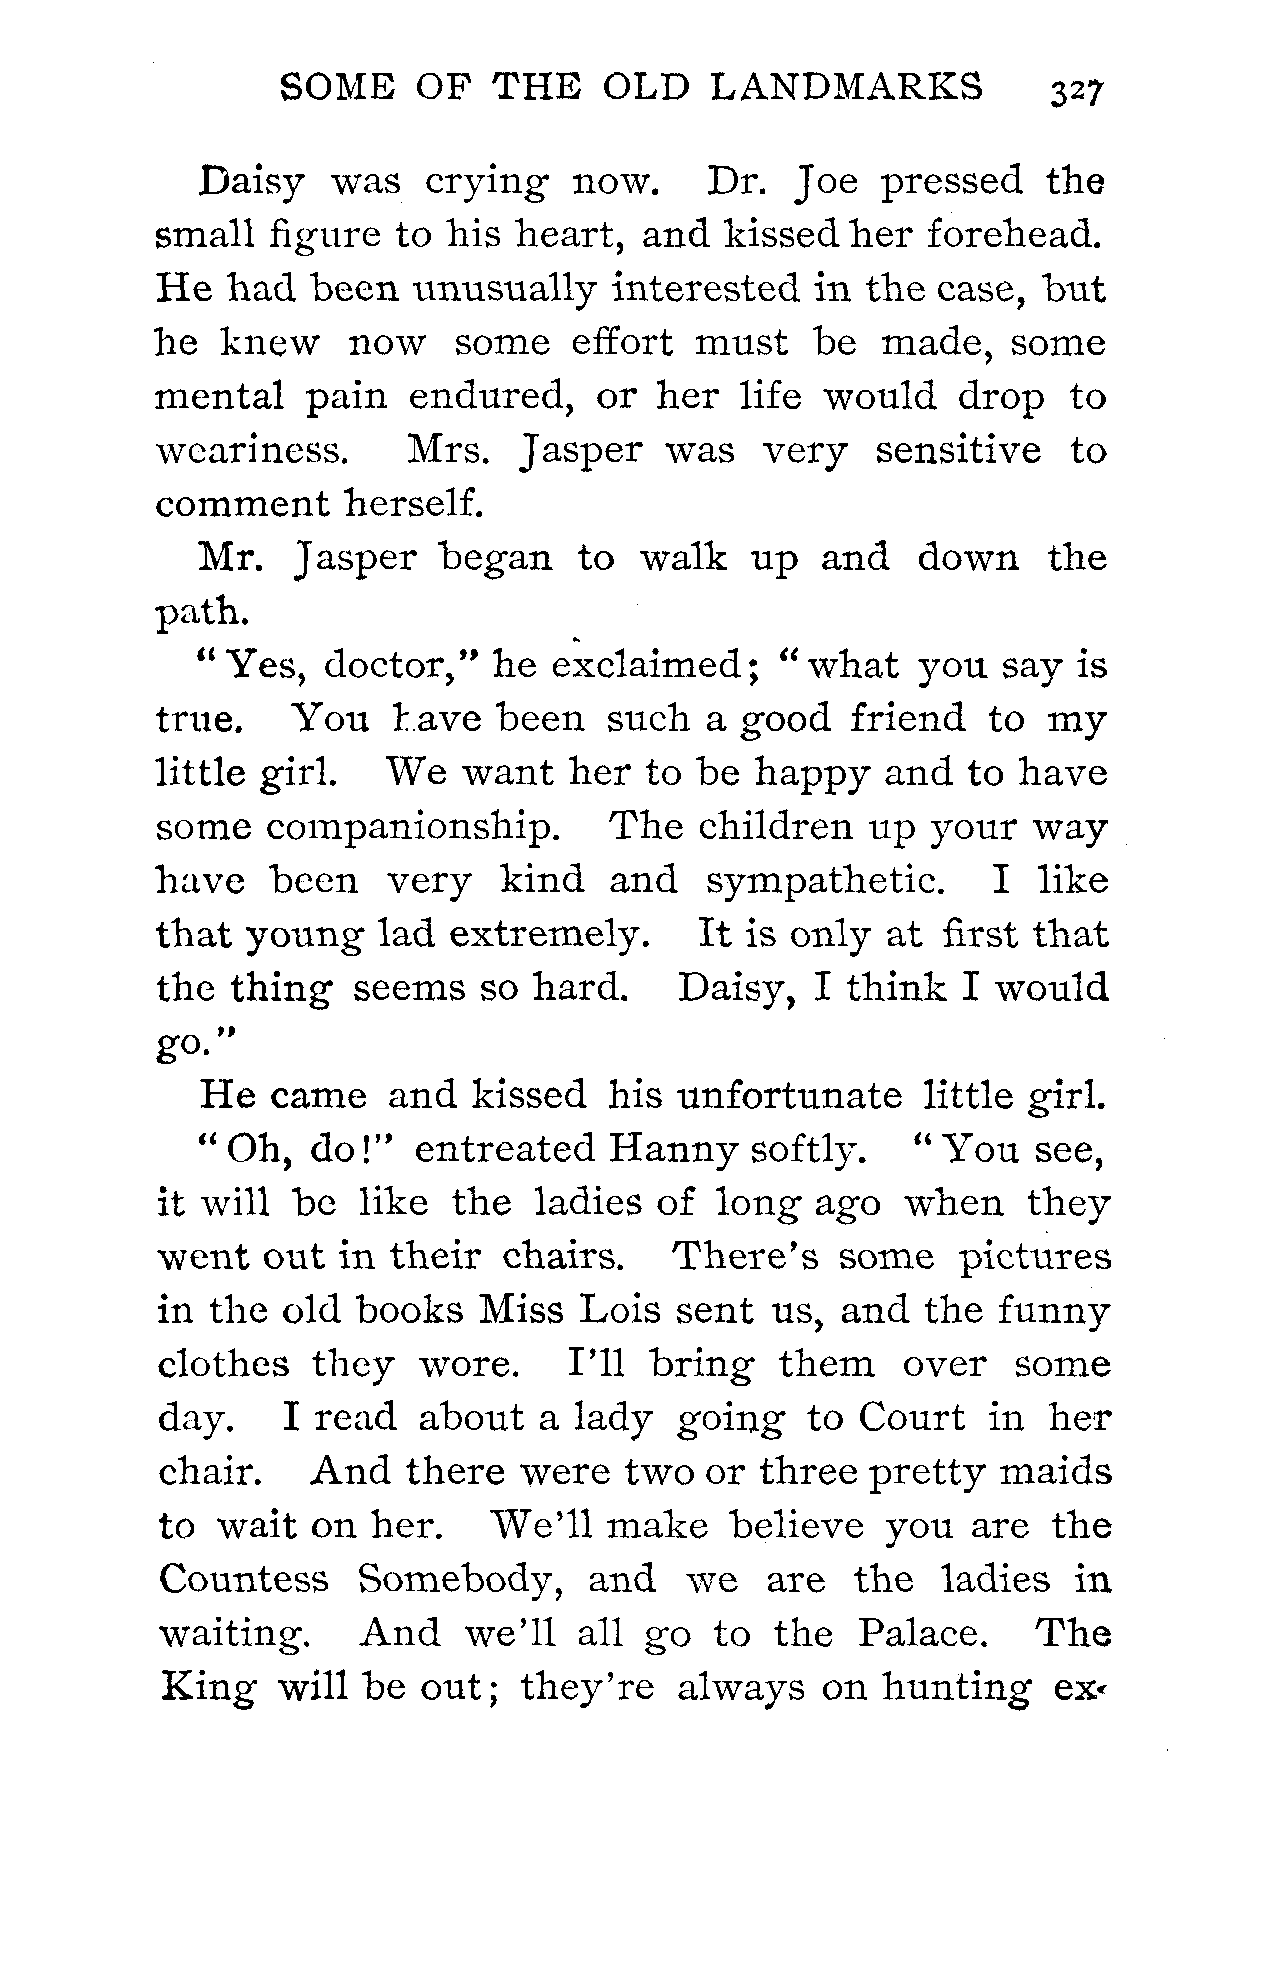 SOME OF THE OLD LANDMARKS 327
Daisy was crying now. Dr. Joe pressed the
small figure to his heart, and kissed her forehead.
He had been unusually interested in the case, but
he knew now some effort must be made, some
mental pain endured, or her life would drop to
weariness. Mrs. Jasper was very sensitive to
comment herself.
Mr. Jasper began to walk up and down the
path.
"Yes, doctor," he exclaimed; "what you say is
true. You have been such a good friend to my
little girl. We want her to be happy and to have
some companionship. The children up your way
have been very kind and sympathetic. I like
that young lad extremely. It is only at first that
the thing seems so hard. Daisy, I think I would
go."
He came and kissed his unfortunate little girl.
"Oh, do!" entreated Hanny softly. "You see,
it will be like the ladies of long ago when they
went out in their chairs. There's some pictures
in the old books Miss Lois sent us, and the funny
clothes they wore. I'll bring them over some
day. I read about a lady going to Court in her
chair. And there were two or three pretty maids
to wait on her. We'll make believe you are the
Countess Somebody, and we are the ladies in
waiting. And we'll all go to the Palace. The
King will be out; they're always on hunting ex-